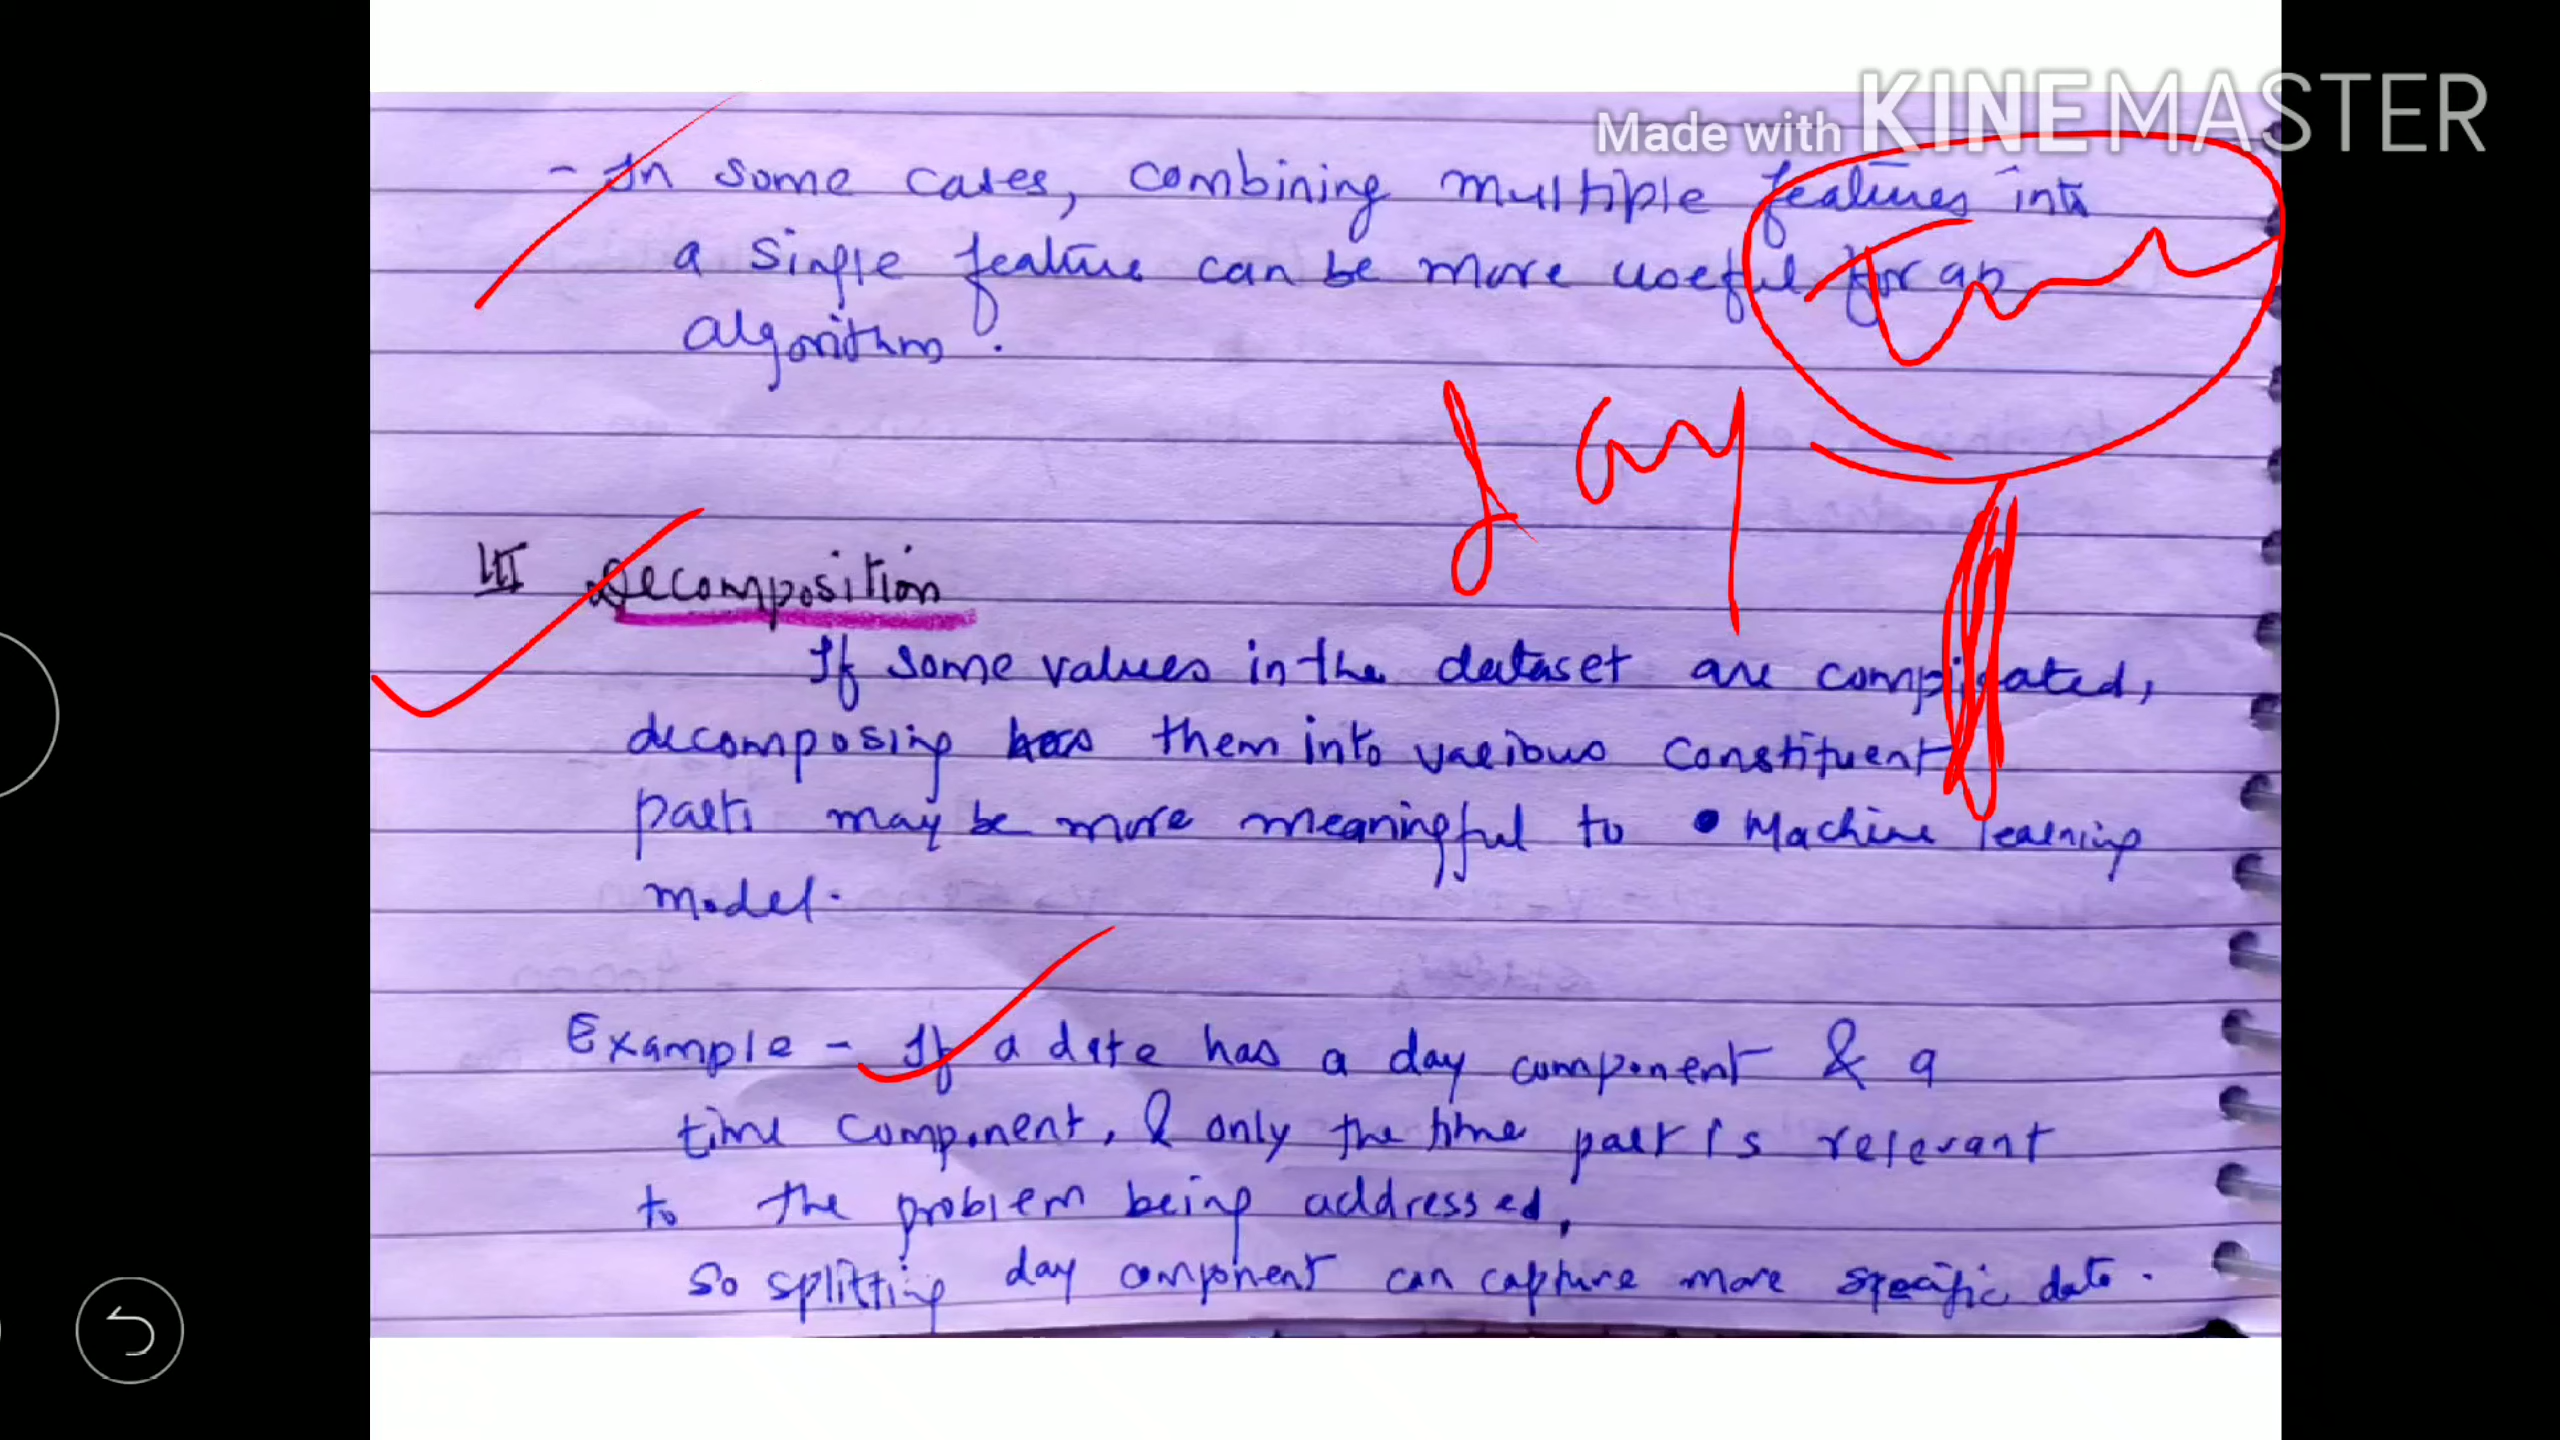 Made with KINEMASTER
- In some cases, combining multiple features into
a single feature can be more useful for an
algorithm.
day
III Decomposition
If some values in the dataset are complicated,
decomposing them into various constituent
parts may be more meaningful to Machine learning
model.
Example - If a date has a day component & a
time component, & only the time part is relevant
to the problem being addressed,
so splitting day component can capture more specific date.